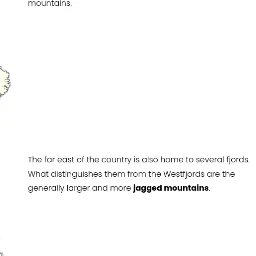 mountains.
The far east of the country is also home to several fjords.
What distinguishes them from the Westfjords are the
generally larger and more jagged mountains.